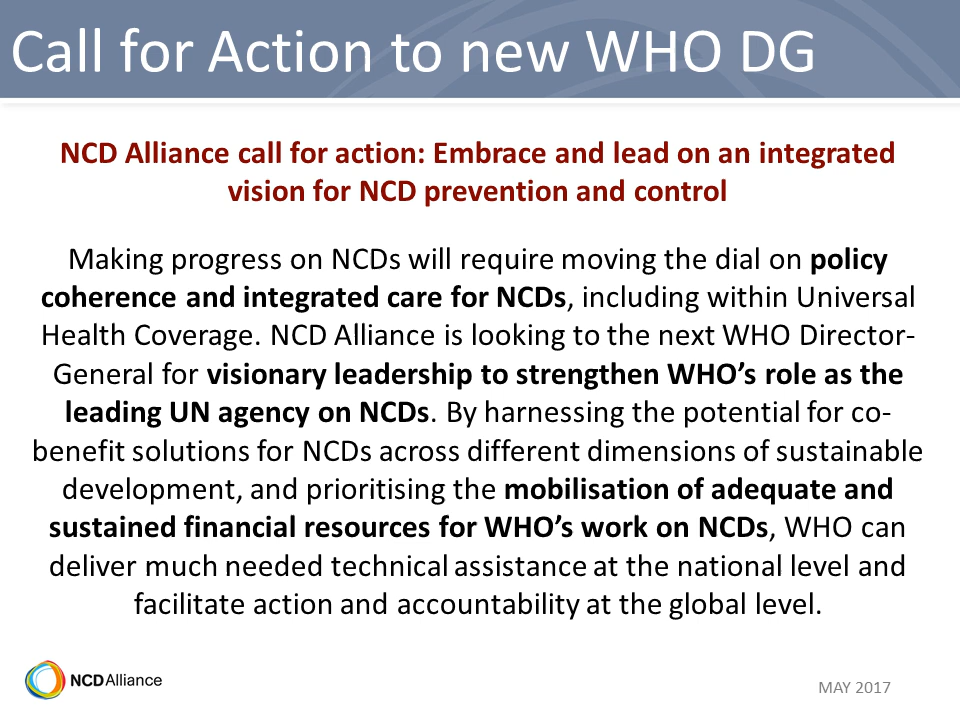 Call for Action to new WHO DG
NCD Alliance call for action: Embrace and lead on an integrated
vision for NCD prevention and control
Making progress on NCDs will require moving the dial on policy
coherence and integrated care for NCDs, including within Universal
Health Coverage. NCD Alliance is looking to the next WHO Director-
General for visionary leadership to strengthen WHO’s role as the
leading UN agency on NCDs. By harnessing the potential for co-
benefit solutions for NCDs across different dimensions of sustainable
development, and prioritising the mobilisation of adequate and
sustained financial resources for WHO’s work on NCDs, WHO can
deliver much needed technical assistance at the national level and
facilitate action and accountability at the global level.
NCD Alliance
MAY 2017